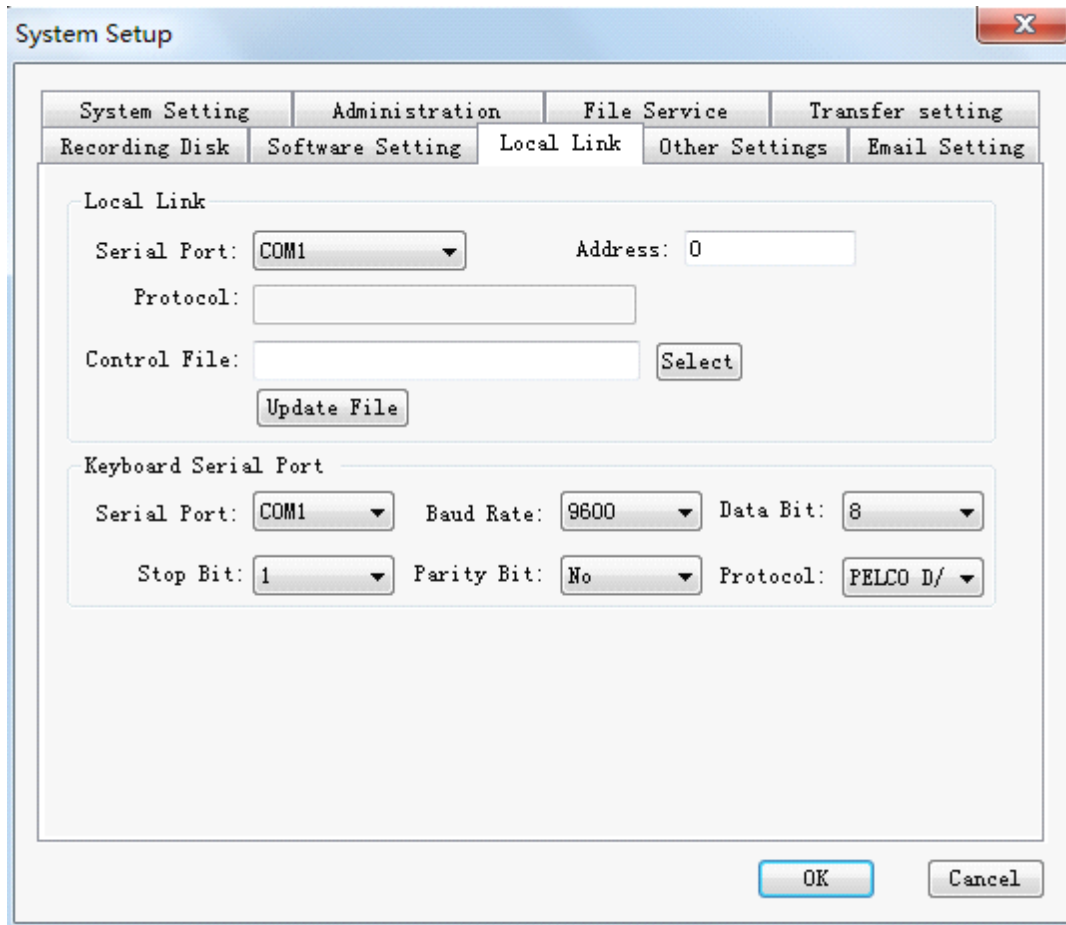 System Setup
System Setting Administration File Service Transfer setting
Recording Disk Software Setting Local Link Other Settings Email Setting
Local Link
Serial Port: COM1 Address: 0
Protocol:
Control File: Select
Update File
Keyboard Serial Port
Serial Port: COM1 Baud Rate: 9600 Data Bit: 8
Stop Bit: 1 Parity Bit: No Protocol: PELCO D/
OK Cancel